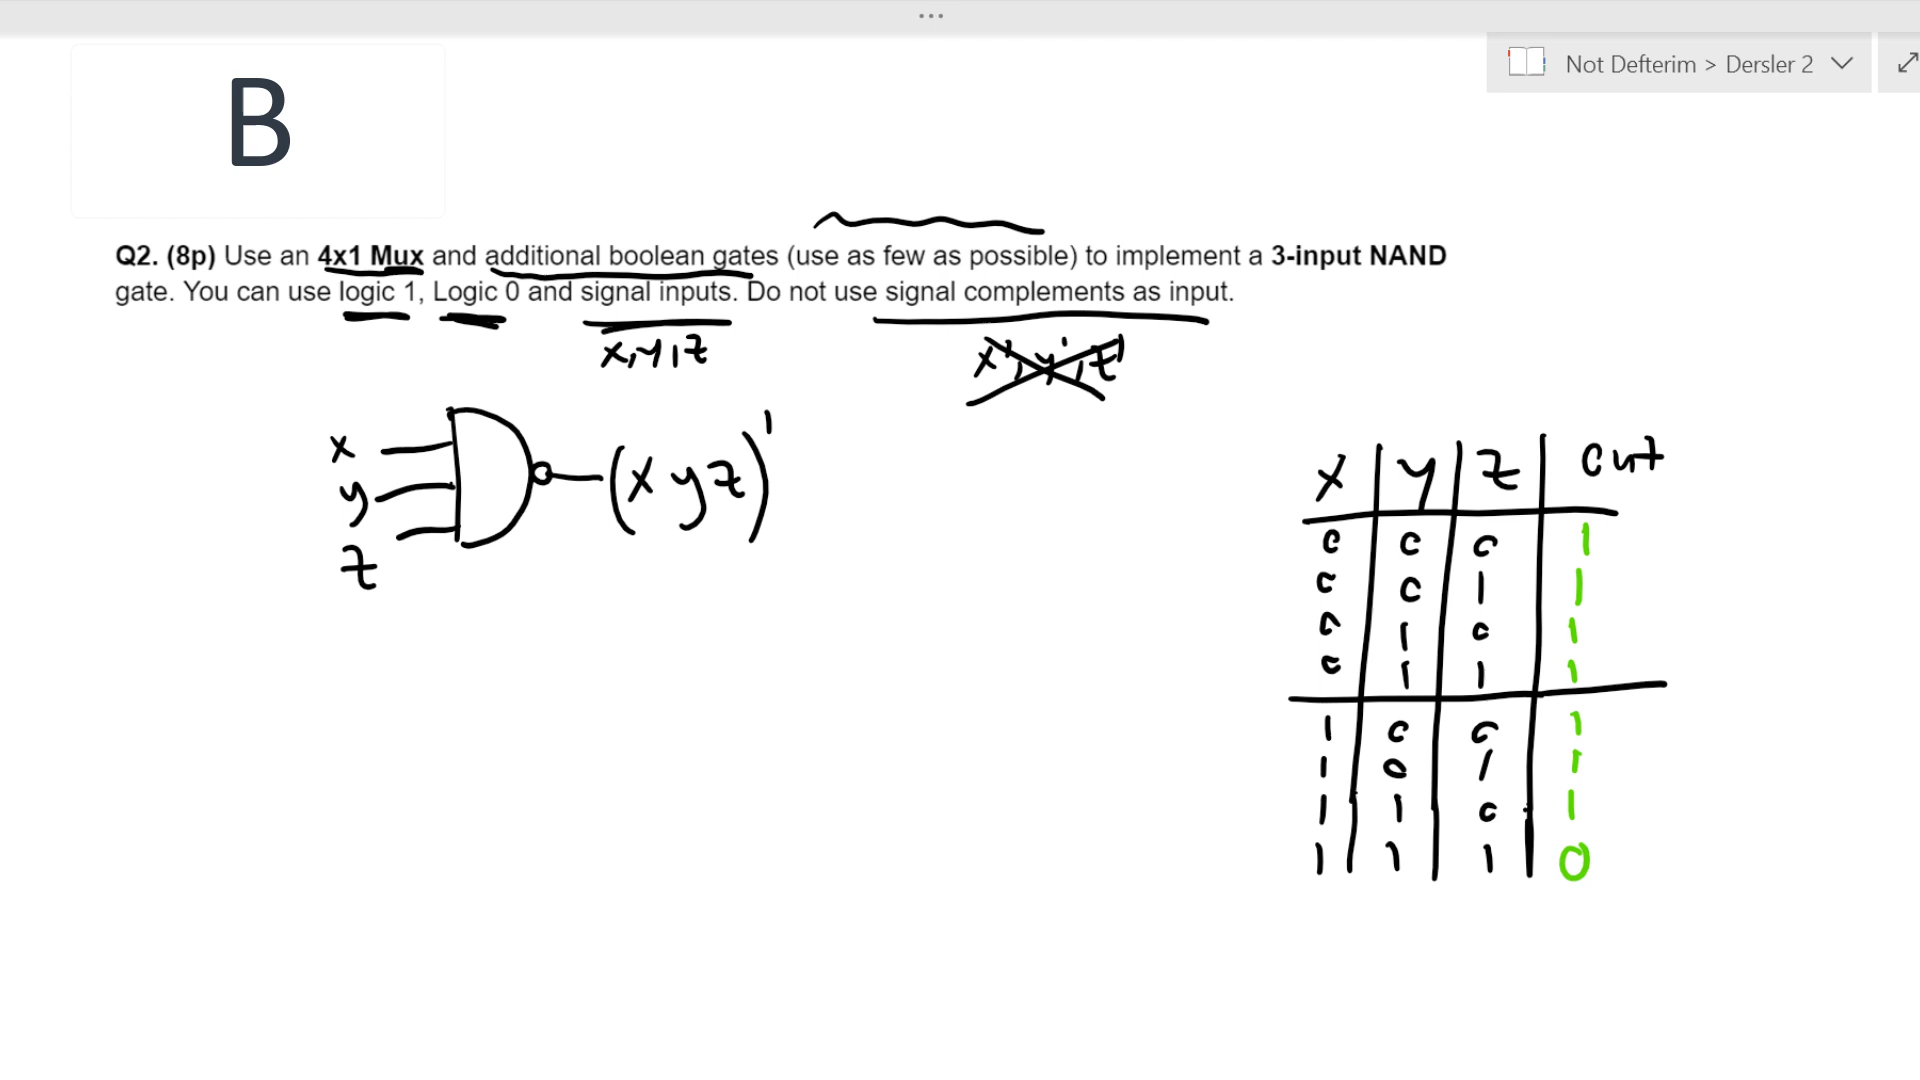 ...
Not Defterim > Dersler 2
B
Q2. (8p) Use an 4x1 Mux and additional boolean gates (use as few as possible) to implement a 3-input NAND
gate. You can use logic 1, Logic 0 and signal inputs. Do not use signal complements as input.
x, y, z
x', y', z'
x
y
z
(x y z)'
x y z out
0 0 0 1
0 0 1 1
0 1 0 1
0 1 1 1
1 0 0 1
1 0 1 1
1 1 0 1
1 1 1 0